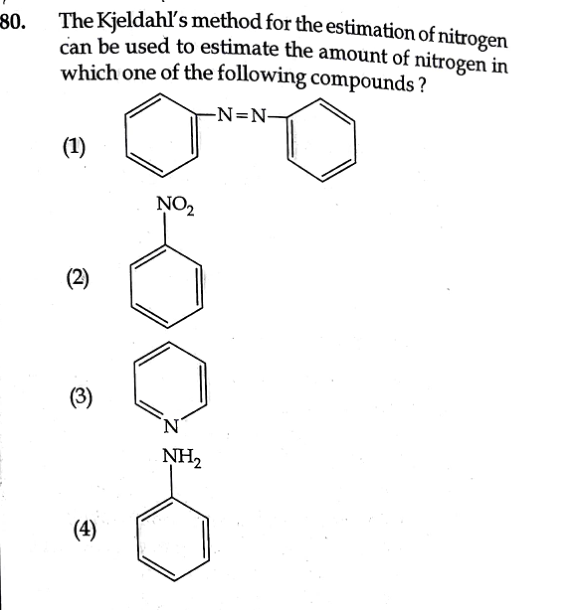 80. The Kjeldahl's method for the estimation of nitrogen
can be used to estimate the amount of nitrogen in
which one of the following compounds ?
(1) –N=N–
NO₂
(2)
(3)
N
NH₂
(4)